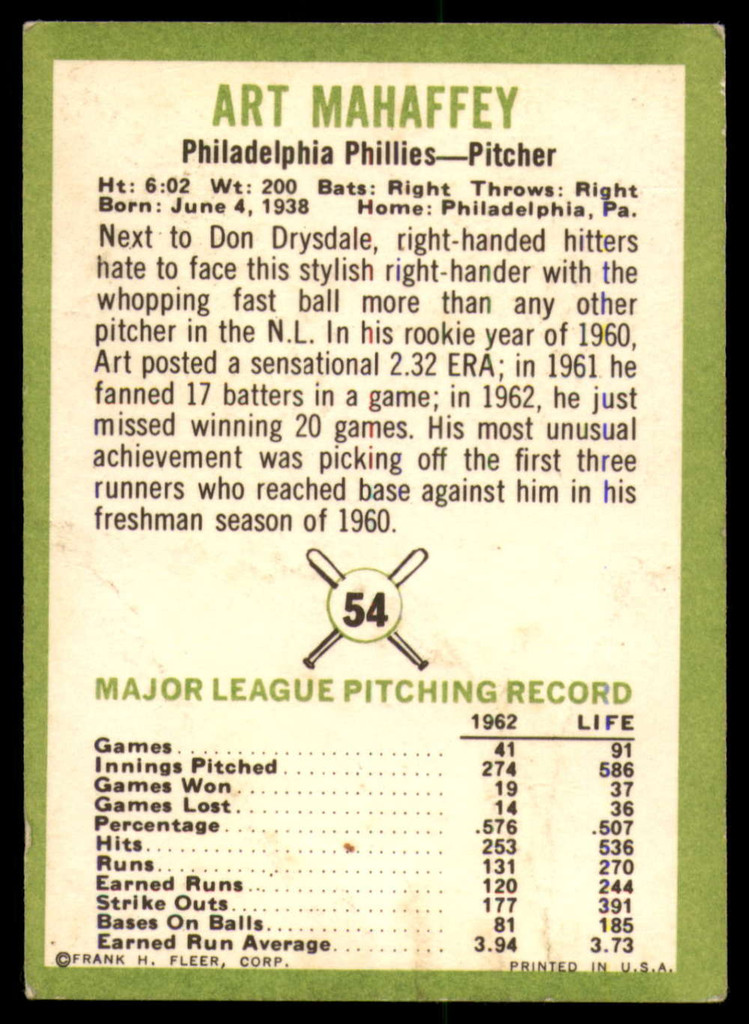 ART MAHAFFEY
Philadelphia Phillies—Pitcher
Ht: 6:02 Wt: 200 Bats: Right Throws: Right
Born: June 4, 1938 Home: Philadelphia, Pa.
Next to Don Drysdale, right-handed hitters
hate to face this stylish right-hander with the
whopping fast ball more than any other
pitcher in the N.L. In his rookie year of 1960,
Art posted a sensational 2.32 ERA; in 1961 he
fanned 17 batters in a game; in 1962, he just
missed winning 20 games. His most unusual
achievement was picking off the first three
runners who reached base against him in his
freshman season of 1960.
54
MAJOR LEAGUE PITCHING RECORD
1962 LIFE
Games 41 91
Innings Pitched 274 586
Games Won 19 37
Games Lost 14 36
Percentage .576 .507
Hits 253 536
Runs 131 270
Earned Runs 120 244
Strike Outs 177 391
Bases On Balls 81 185
Earned Run Average 3.94 3.73
©FRANK H. FLEER, CORP. PRINTED IN U.S.A.